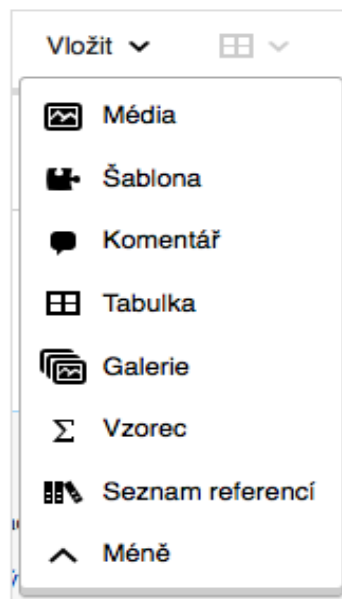 Vložit
Média
Šablona
Komentář
Tabulka
Galerie
Σ Vzorec
Seznam referencí
Méně